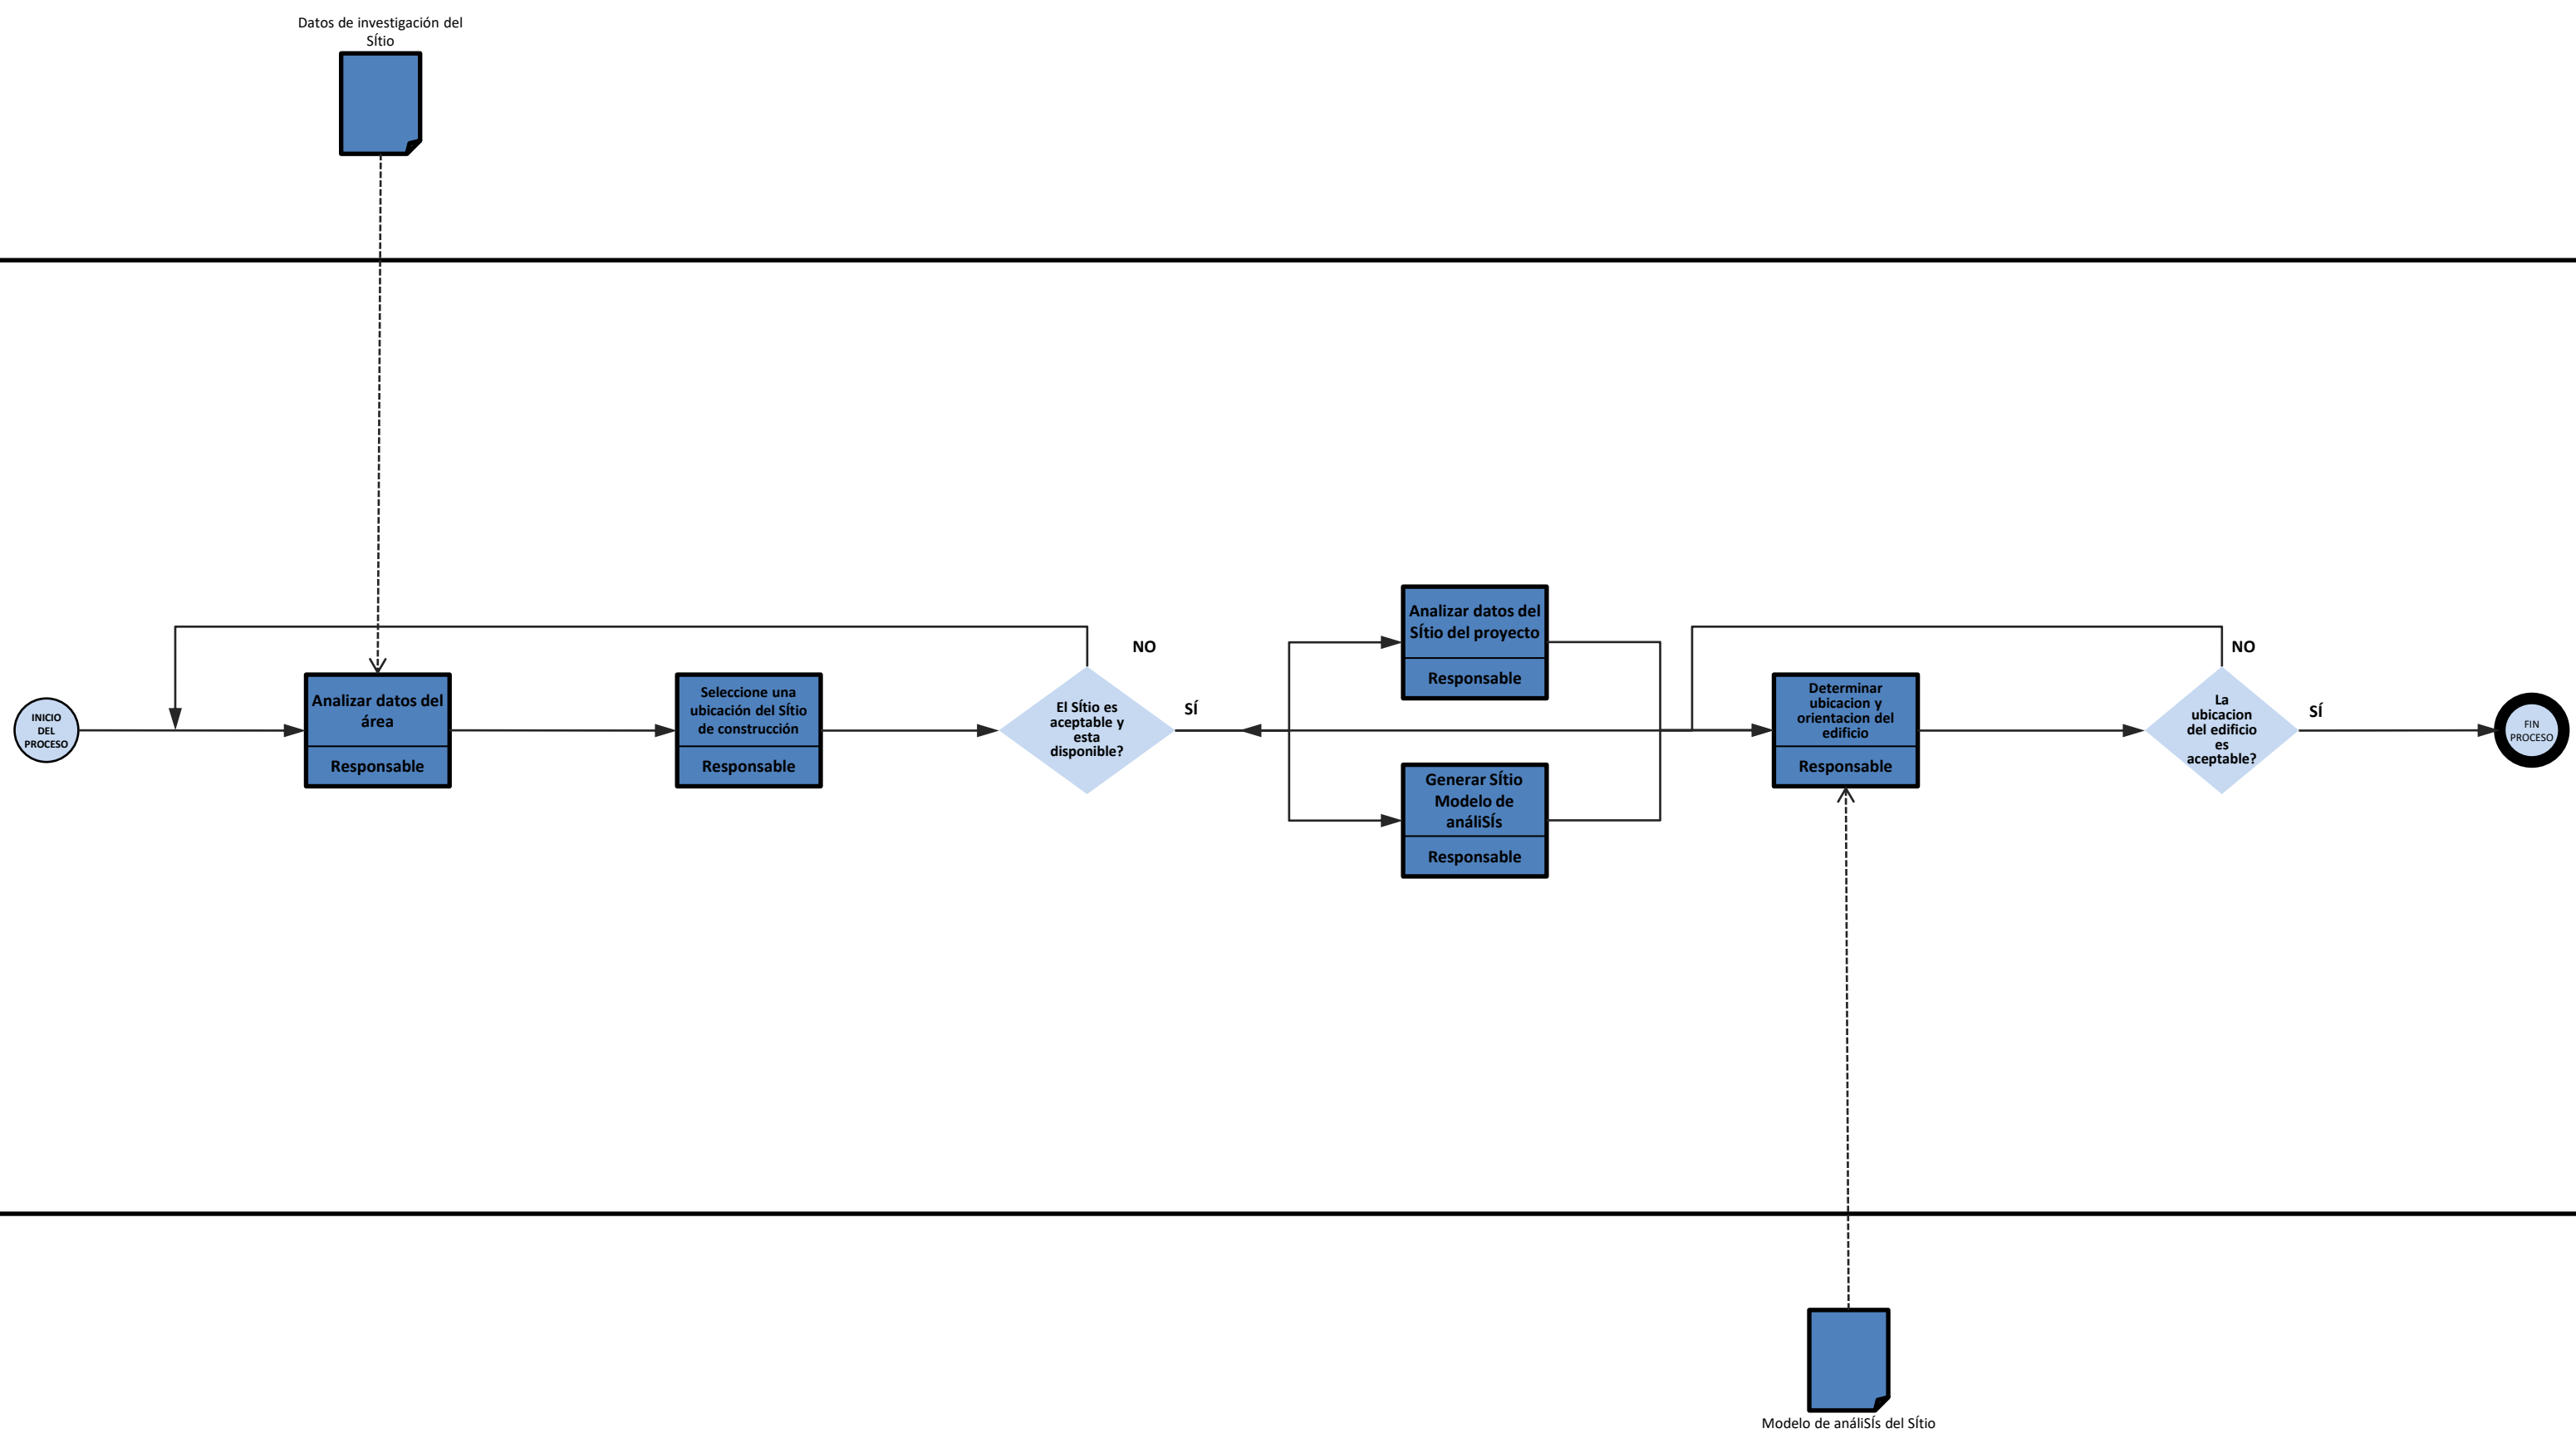 Datos de investigación del
SÍtio
INICIO
DEL
PROCESO
Analizar datos del
área
Responsable
Seleccione una
ubicación del SÍtio
de construcción
Responsable
NO
El SÍtio es
aceptable y
esta
disponible?
SÍ
Analizar datos del
SÍtio del proyecto
Responsable
Generar SÍtio
Modelo de
análiSÍs
Responsable
Determinar
ubicacion y
orientacion del
edificio
Responsable
NO
La
ubicacion
del edificio
es
aceptable?
SÍ
FIN
PROCESO
Modelo de análiSÍs del SÍtio